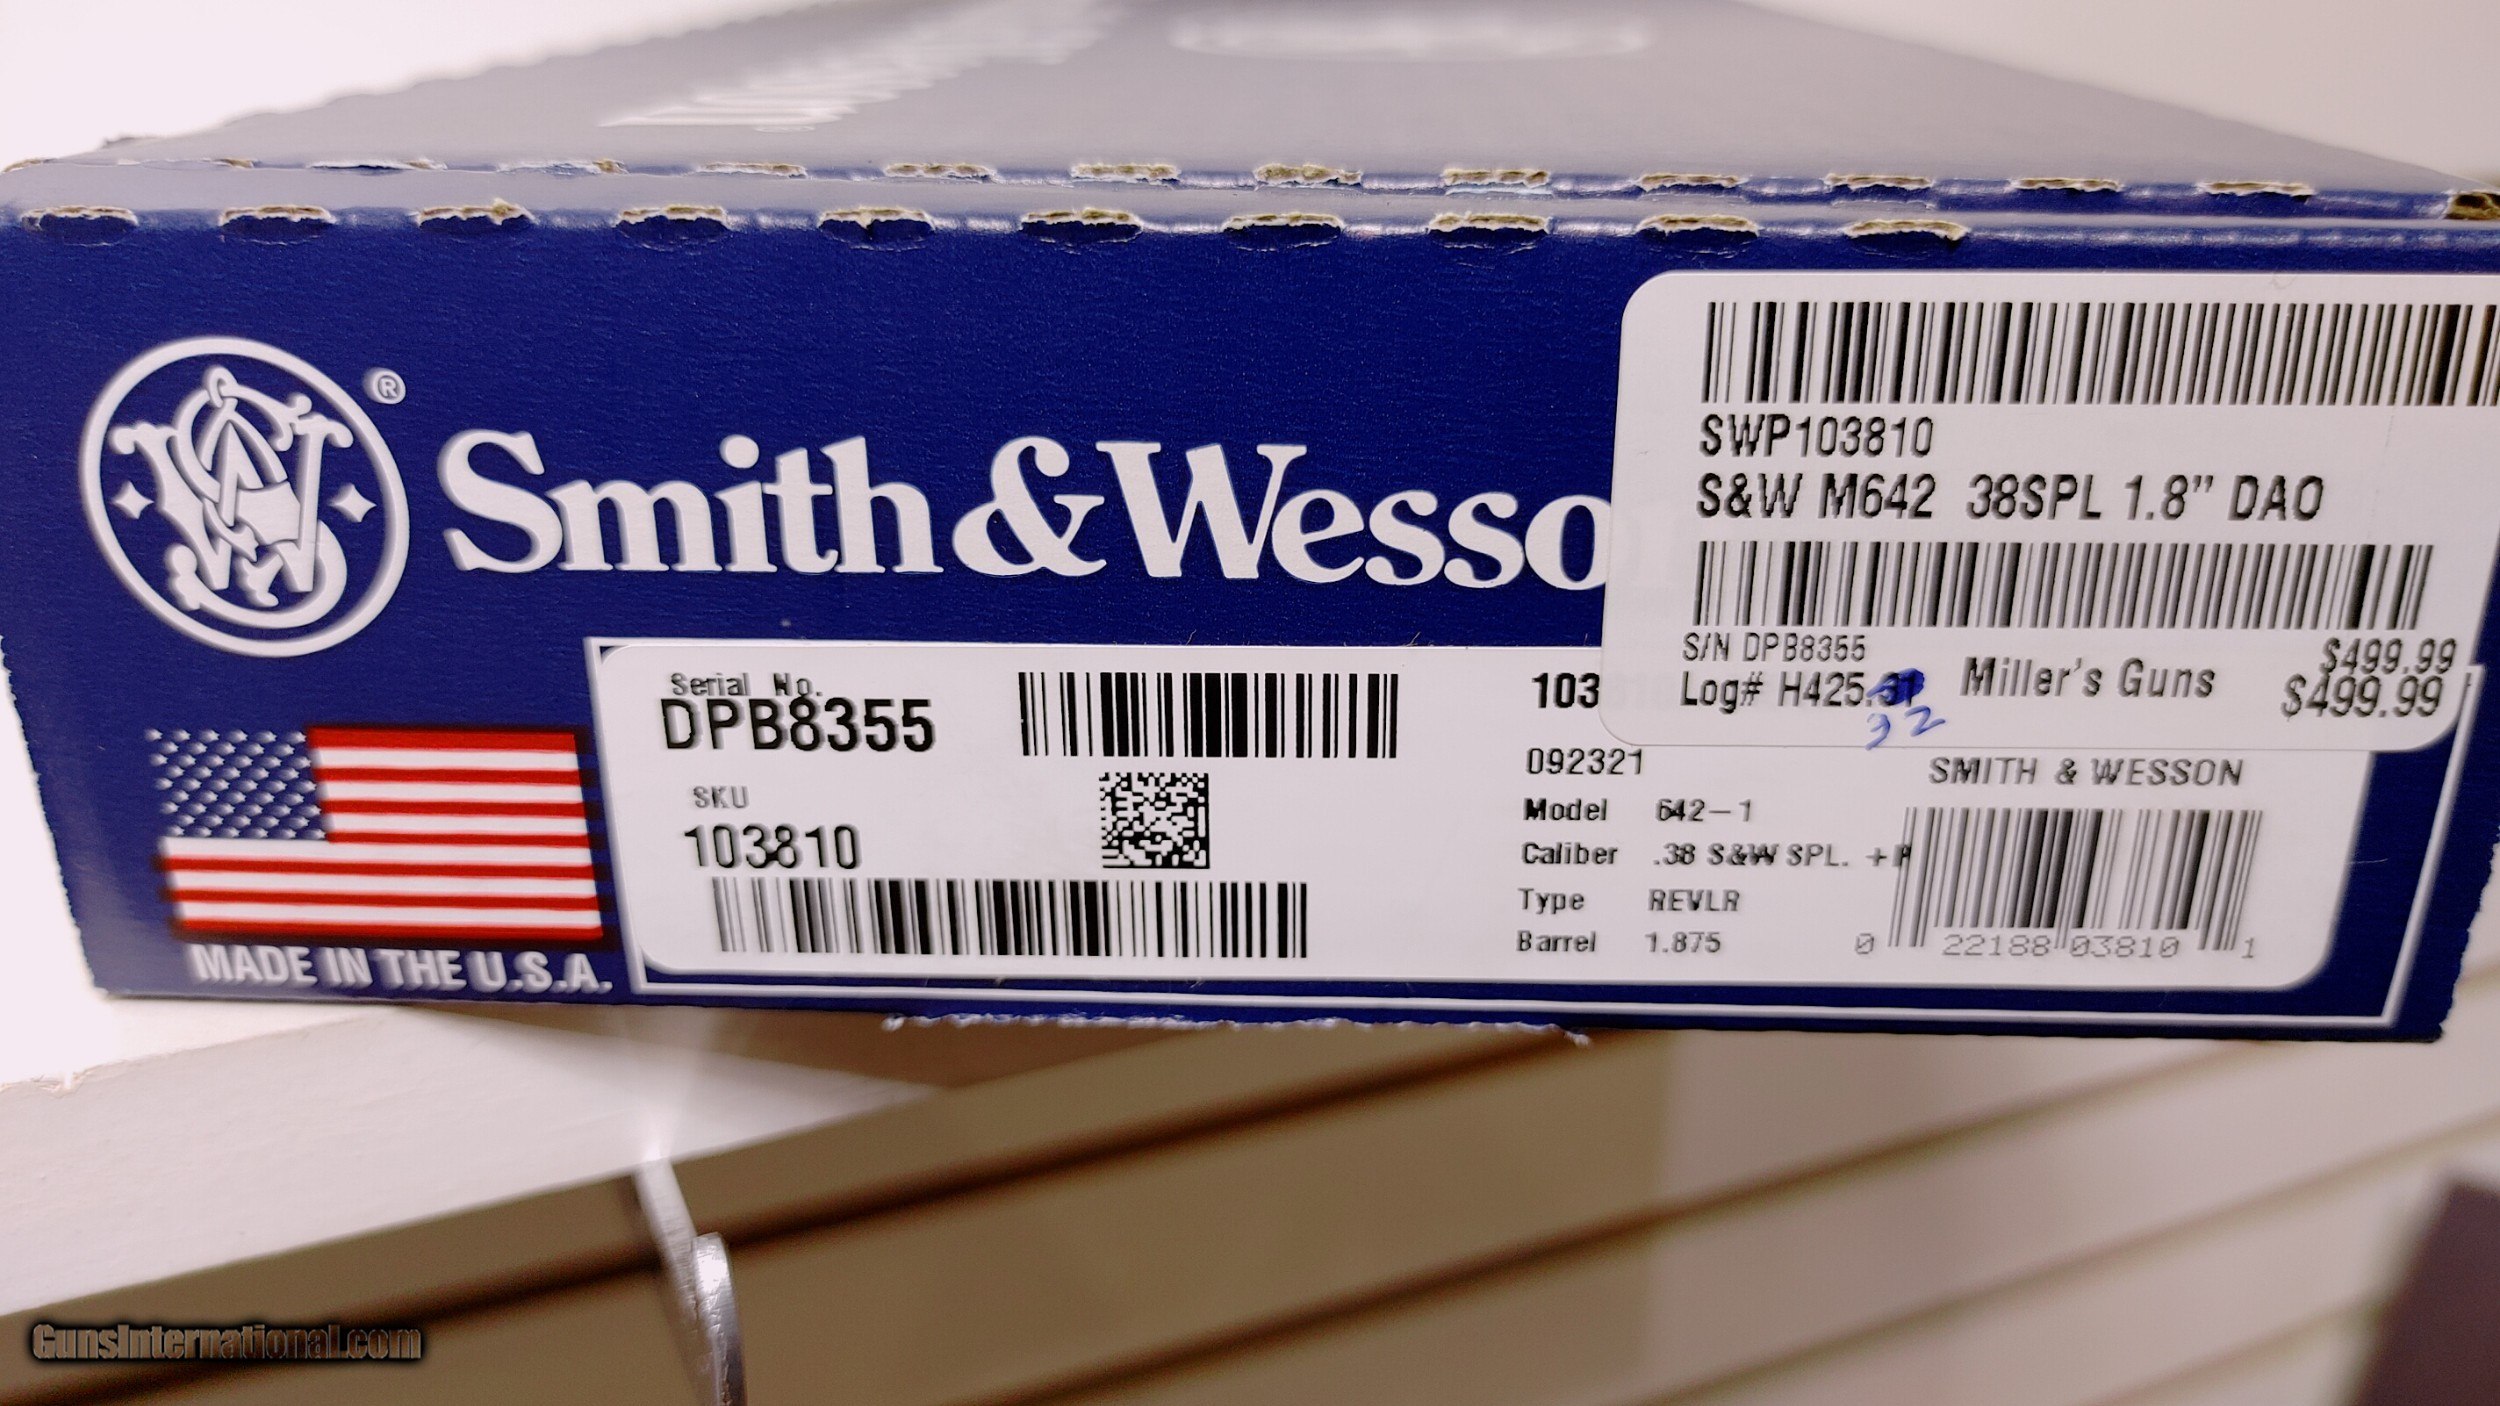 ®
Smith & Wesso
SWP103810
S&W M642 38SPL 1.8” DAO
S/N DPB8355
$499.99
Log# H425.
32
Miller's Guns
$499.99
Serial No.
DPB8355
SKU
103810
103
092321
Model 642-1
Caliber .38 S&W SPL. +P
Type REVLR
Barrel 1.875
SMITH & WESSON
0 22188 03810 1
MADE IN THE U.S.A.
GunsInternational.com